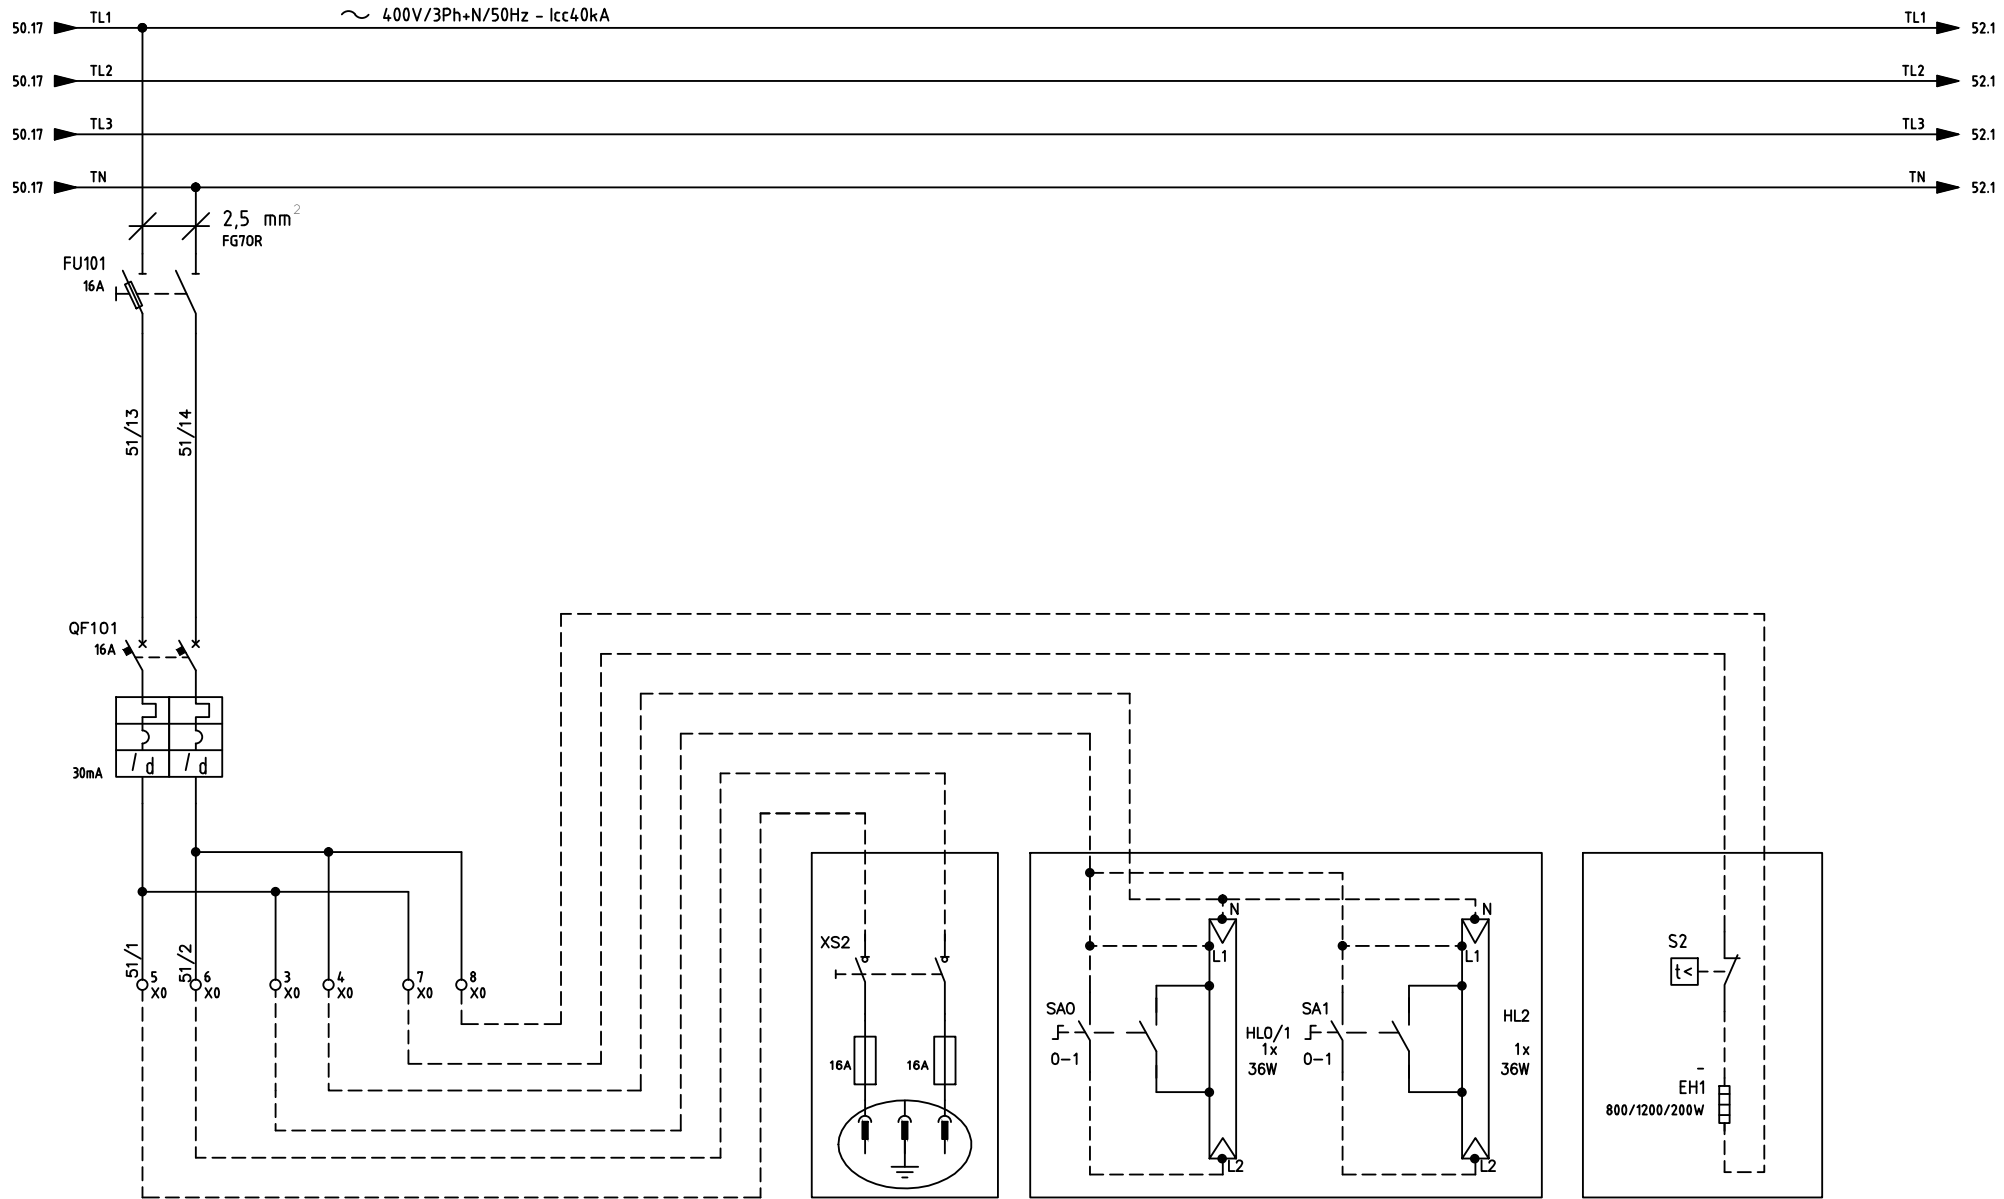 400V/3Ph+N/50Hz - Icc40kA
50.17 TL1 TL1 52.1
50.17 TL2 TL2 52.1
50.17 TL3 TL3 52.1
50.17 TN TN 52.1
2,5 mm²
FG7OR
FU101
16A
51/13 51/14
QF101
16A
30mA
/d /d
51/1 51/2
5 6 3 4 7 8
X0 X0 X0 X0 X0 X0
XS2
16A 16A
N N
L1 L1
SA0 SA1
0-1 0-1
HL0/1
1x
36W
HL2
1x
36W
L2 L2
S2
t<
-
EH1
800/1200/200W